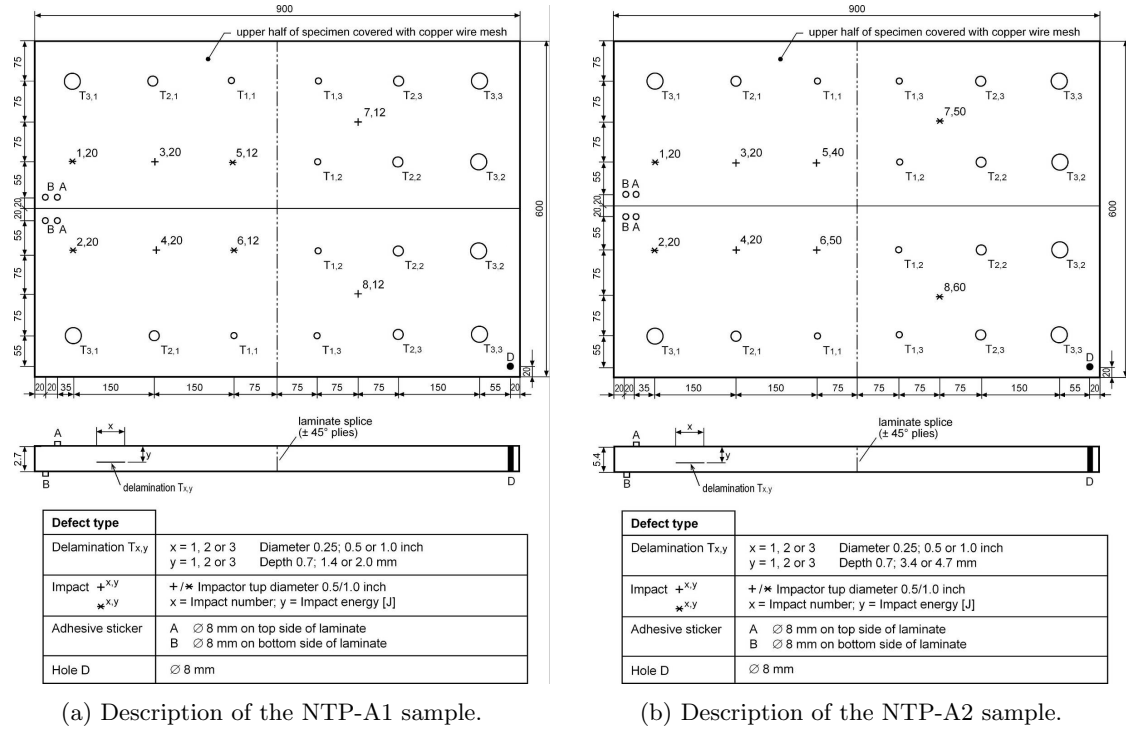 900
upper half of specimen covered with copper wire mesh
75
T3,1
T2,1
T1,1
T1,3
T2,3
T3,3
75
7,12
75
1,20
3,20
5,12
T1,2
T2,2
T3,2
55
B A
20
20
B A
600
55
2,20
4,20
6,12
T1,2
T2,2
T3,2
75
8,12
75
T3,1
T2,1
T1,1
T1,3
T2,3
T3,3
55
D
20
20 20 35 150 150 75 75 75 150 55 20
A
x
laminate splice
(± 45° plies)
2.7
y
B
delamination Tx,y
D
Defect type
Delamination Tx,y
x = 1, 2 or 3 Diameter 0.25; 0.5 or 1.0 inch
y = 1, 2 or 3 Depth 0.7; 1.4 or 2.0 mm
Impact +x,y
✶x,y
+/✶ Impactor tup diameter 0.5/1.0 inch
x = Impact number; y = Impact energy [J]
Adhesive sticker
A ∅ 8 mm on top side of laminate
B ∅ 8 mm on bottom side of laminate
Hole D
∅ 8 mm
(a) Description of the NTP-A1 sample.
900
upper half of specimen covered with copper wire mesh
75
T3,1
T2,1
T1,1
T1,3
T2,3
T3,3
75
7,50
75
1,20
3,20
5,40
T1,2
T2,2
T3,2
55
B A
20
20
B A
600
55
2,20
4,20
6,50
T1,2
T2,2
T3,2
75
8,60
75
T3,1
T2,1
T1,1
T1,3
T2,3
T3,3
55
D
20
20 20 35 150 150 75 75 75 150 55 20
A
x
laminate splice
(± 45° plies)
5.4
y
B
delamination Tx,y
D
Defect type
Delamination Tx,y
x = 1, 2 or 3 Diameter 0.25; 0.5 or 1.0 inch
y = 1, 2 or 3 Depth 0.7; 3.4 or 4.7 mm
Impact +x,y
✶x,y
+/✶ Impactor tup diameter 0.5/1.0 inch
x = Impact number; y = Impact energy [J]
Adhesive sticker
A ∅ 8 mm on top side of laminate
B ∅ 8 mm on bottom side of laminate
Hole D
∅ 8 mm
(b) Description of the NTP-A2 sample.